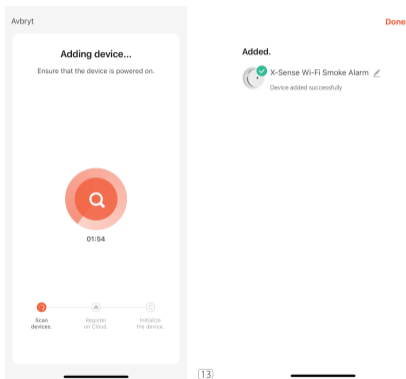 Avbryt
Adding device...
Ensure that the device is powered on.
01:54
Scan
devices.
Register
on Cloud.
Initialize
the device.
Done
Added.
X-Sense Wi-Fi Smoke Alarm
Device added successfully
13